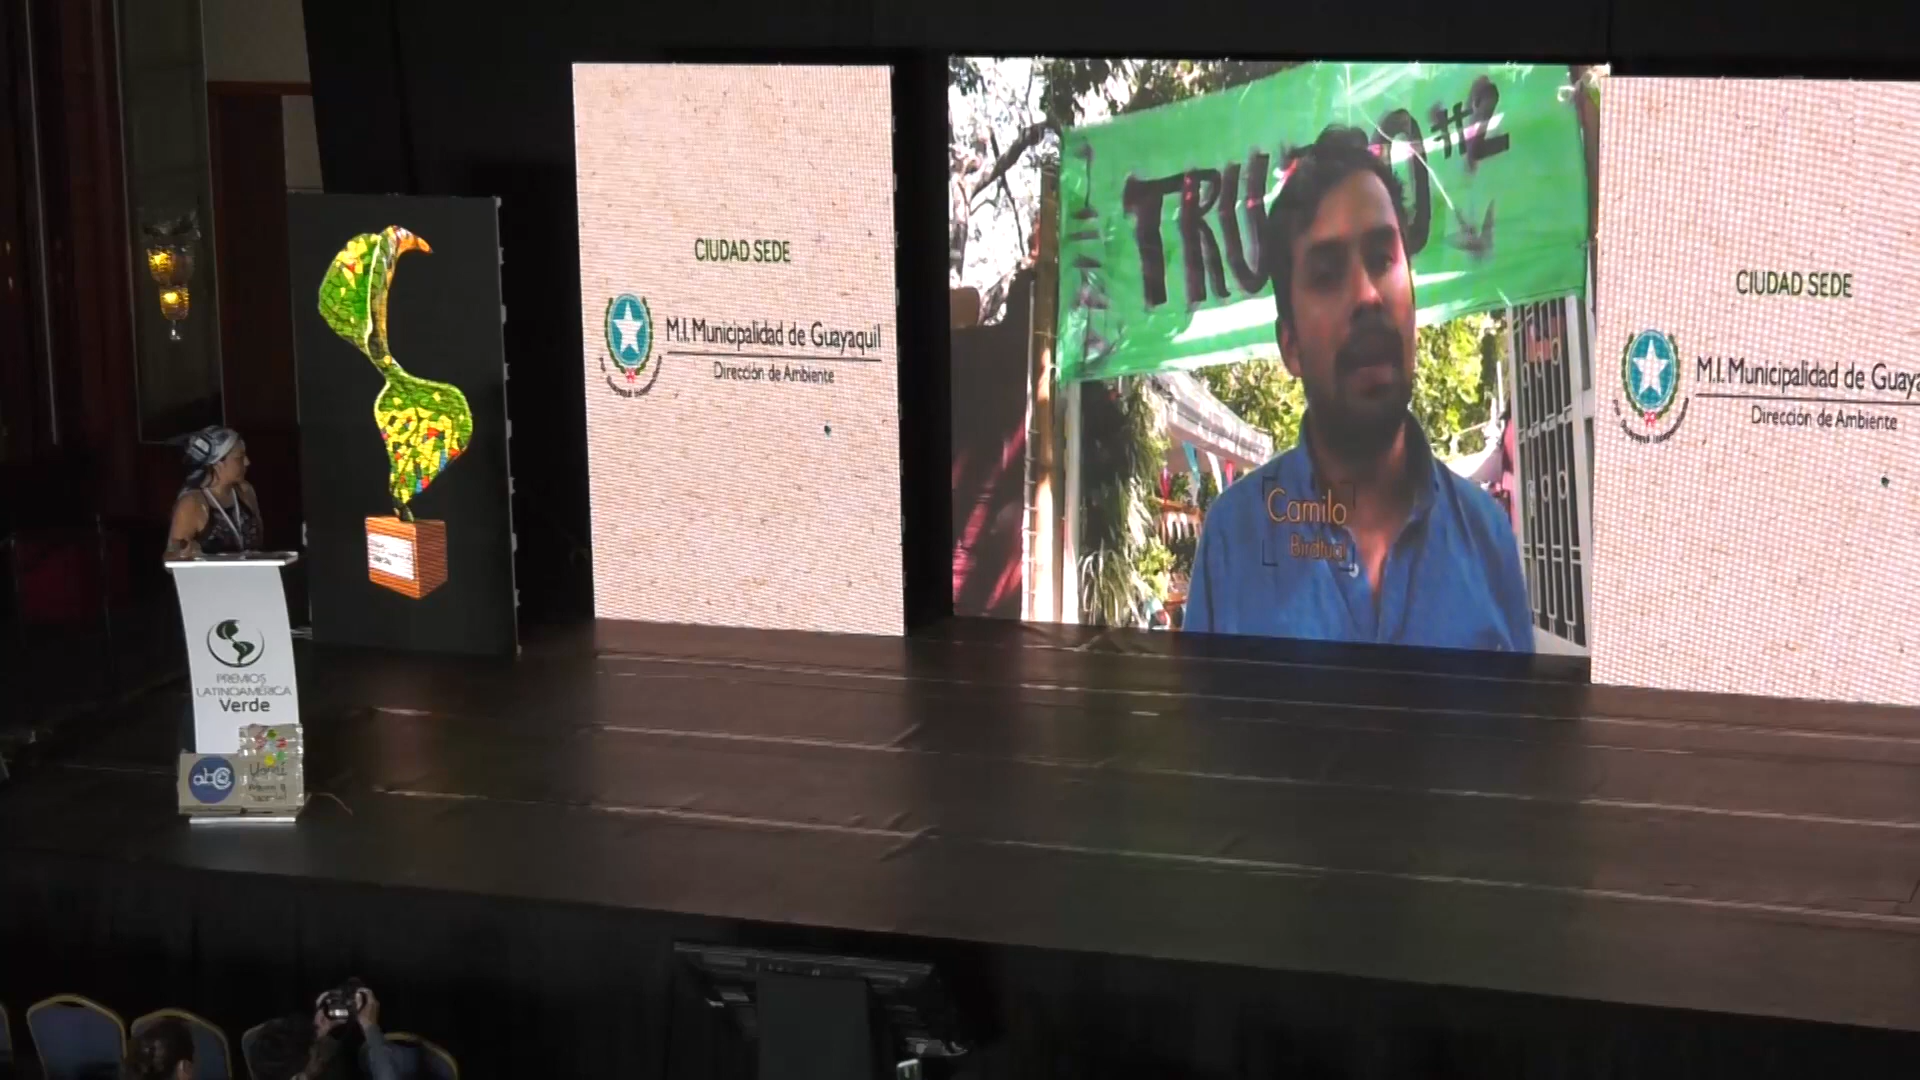 CIUDAD SEDE
M.I. Municipalidad de Guayaquil
Dirección de Ambiente
#2
Camilo
CIUDAD SEDE
M.I. Municipalidad de Guaya
Dirección de Ambiente
PREMIOS
LATINOAMÉRICA
Verde